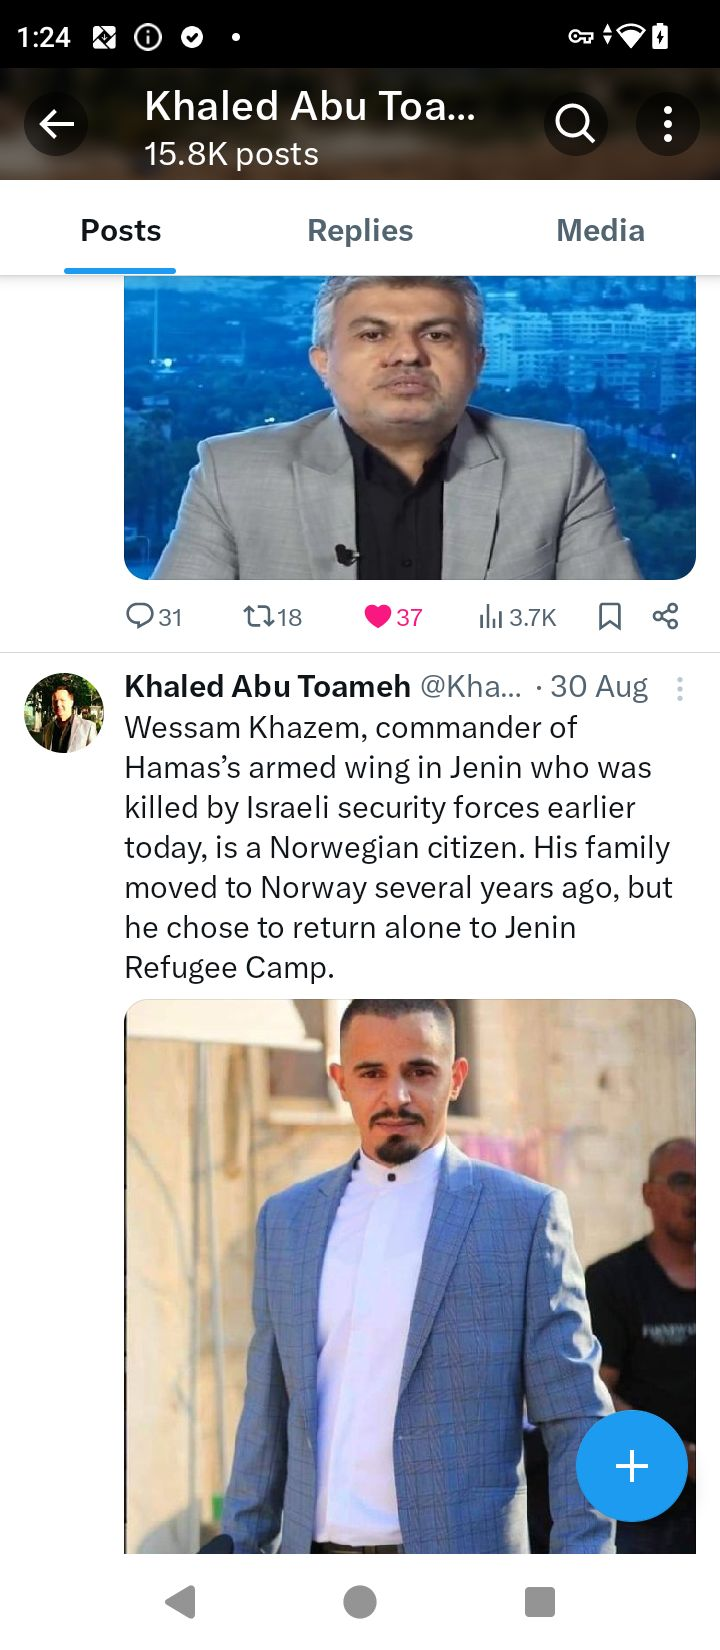 1:24
Khaled Abu Toa...
15.8K posts
Posts Replies Media
31 18 37 3.7K
Khaled Abu Toameh @Kha... · 30 Aug
Wessam Khazem, commander of
Hamas’s armed wing in Jenin who was
killed by Israeli security forces earlier
today, is a Norwegian citizen. His family
moved to Norway several years ago, but
he chose to return alone to Jenin
Refugee Camp.